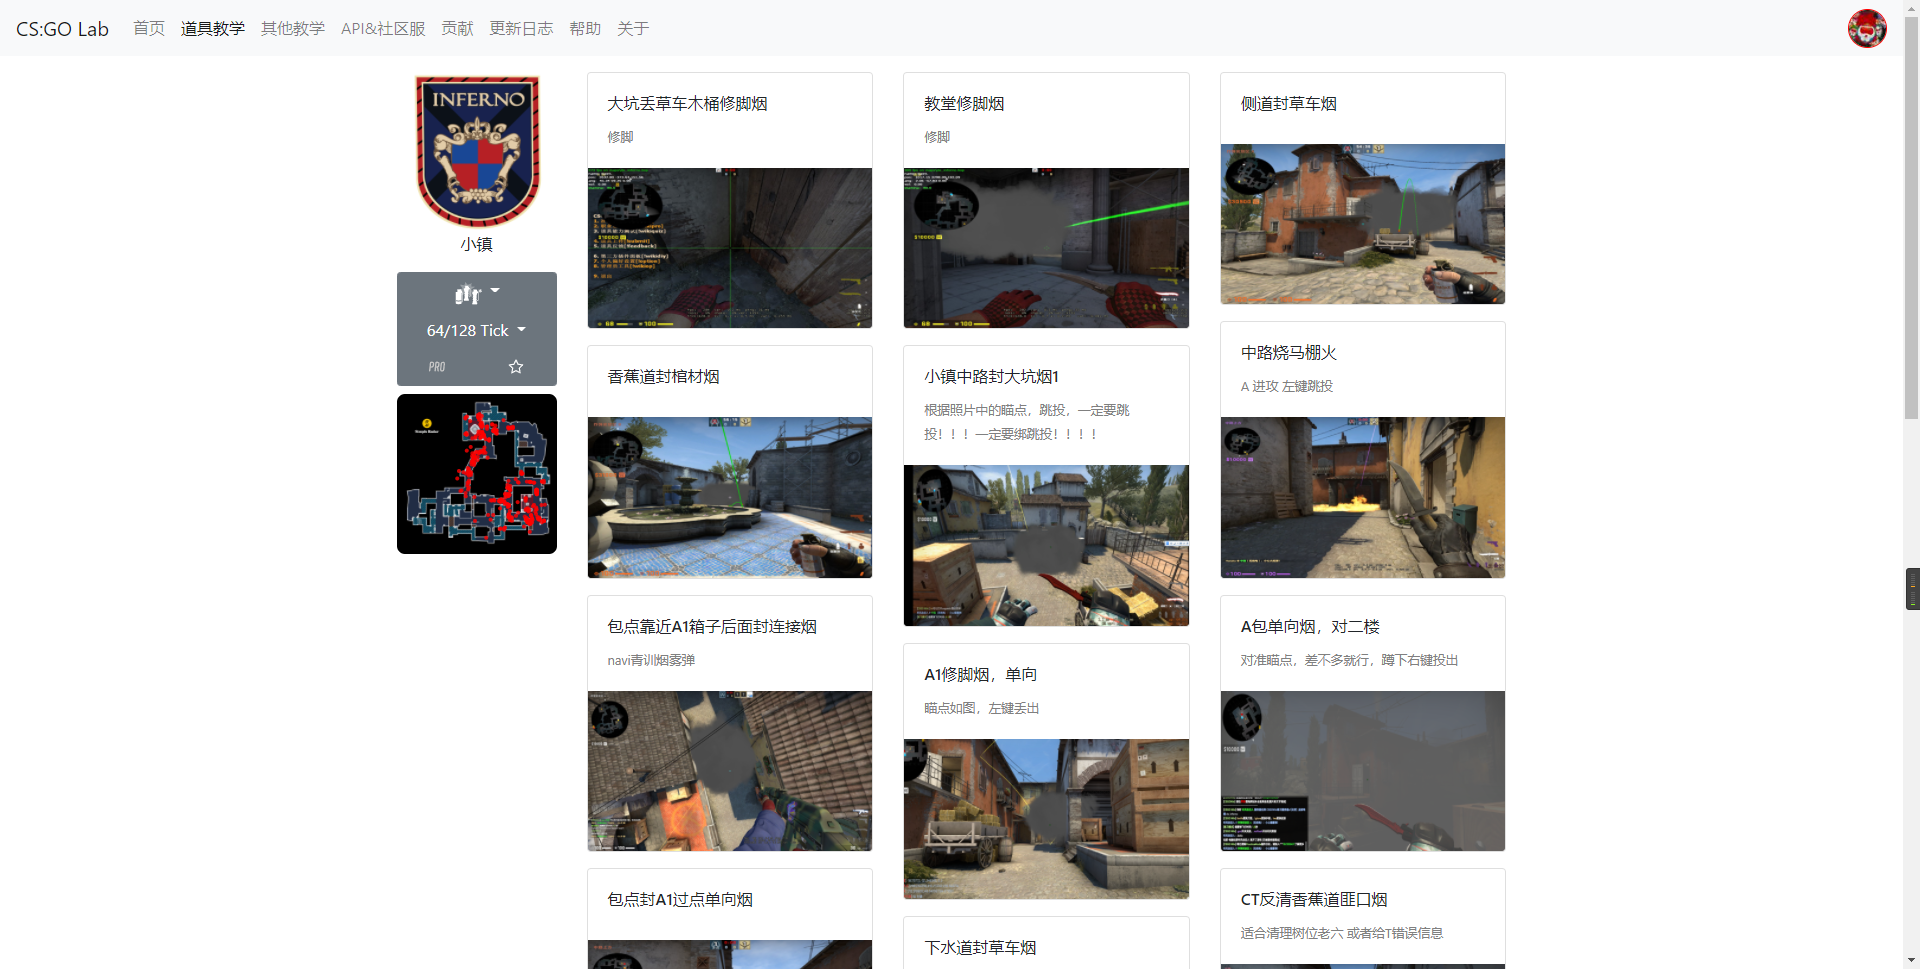 CS:GO Lab 首页 道具教学 其他教学 API&社区服 贡献 更新日志 帮助 关于
INFERNO
小镇
64/128 Tick
PRO
大坑丢草车木桶修脚烟
修脚
教堂修脚烟
修脚
侧道封草车烟
香蕉道封棺材烟
小镇中路封大坑烟1
根据照片中的瞄点，跳投，一定要跳
投！！！一定要绑跳投！！！！
中路烧马棚火
A 进攻 左键跳投
包点靠近A1箱子后面封连接烟
navi青训烟雾弹
A1修脚烟，单向
瞄点如图，左键丢出
A包单向烟，对二楼
对准瞄点，差不多就行，蹲下右键投出
包点封A1过点单向烟
下水道封草车烟
CT反清香蕉道匪口烟
适合清理树位老六 或者给T错误信息